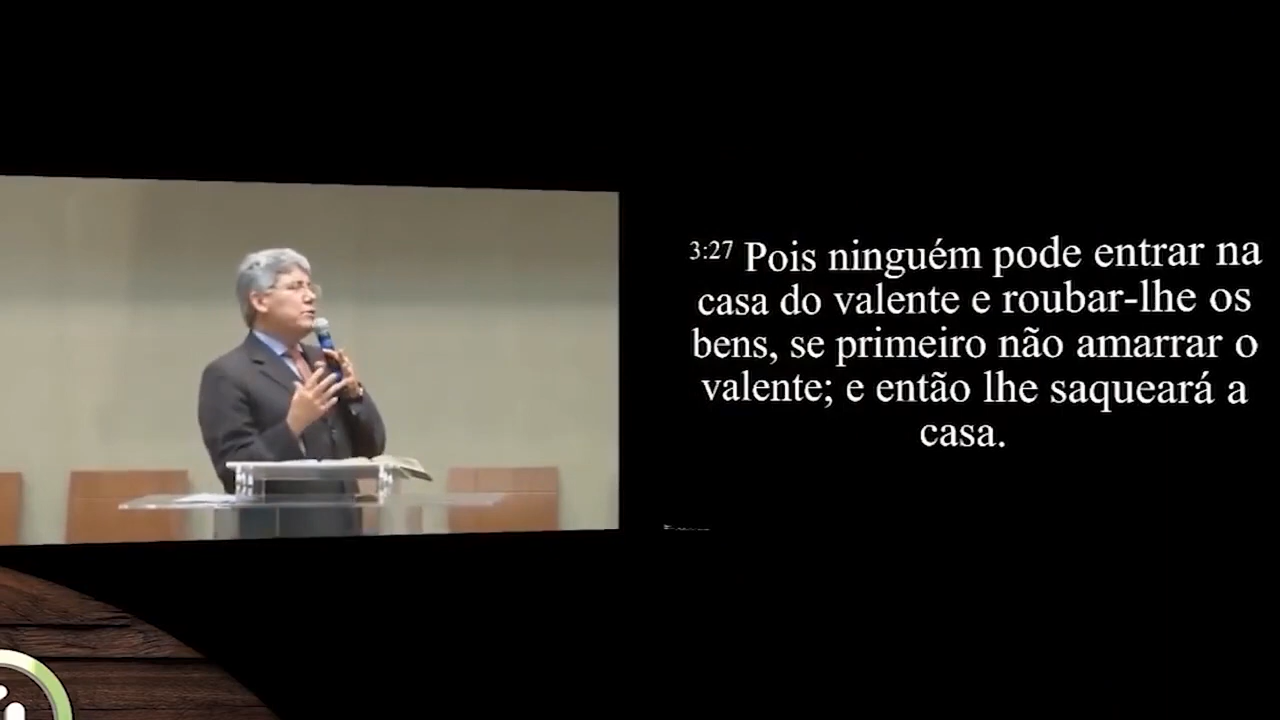 3:27 Pois ninguém pode entrar na
casa do valente e roubar-lhe os
bens, se primeiro não amarrar o
valente; e então lhe saqueará a
casa.